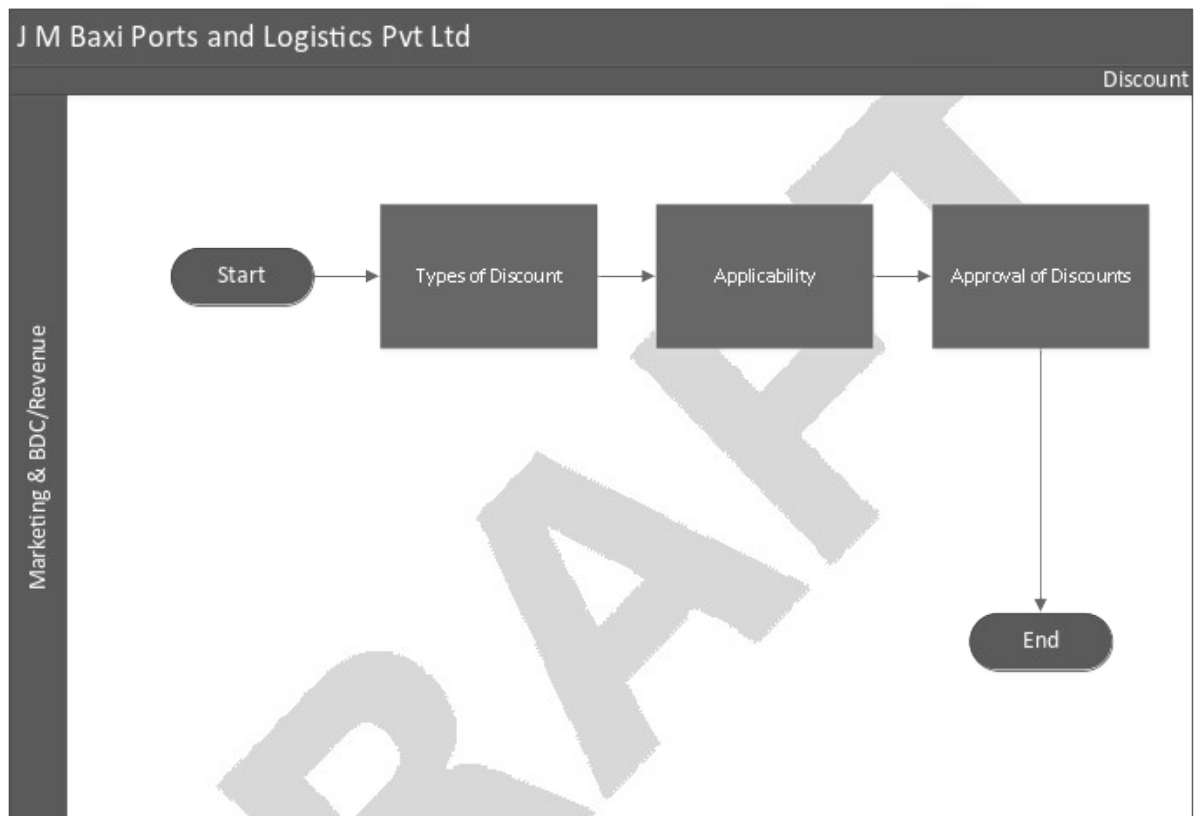 J M Baxi Ports and Logistics Pvt Ltd
Discount
Marketing & BDC/Revenue
Start
Types of Discount
Applicability
Approval of Discounts
End
RAFT